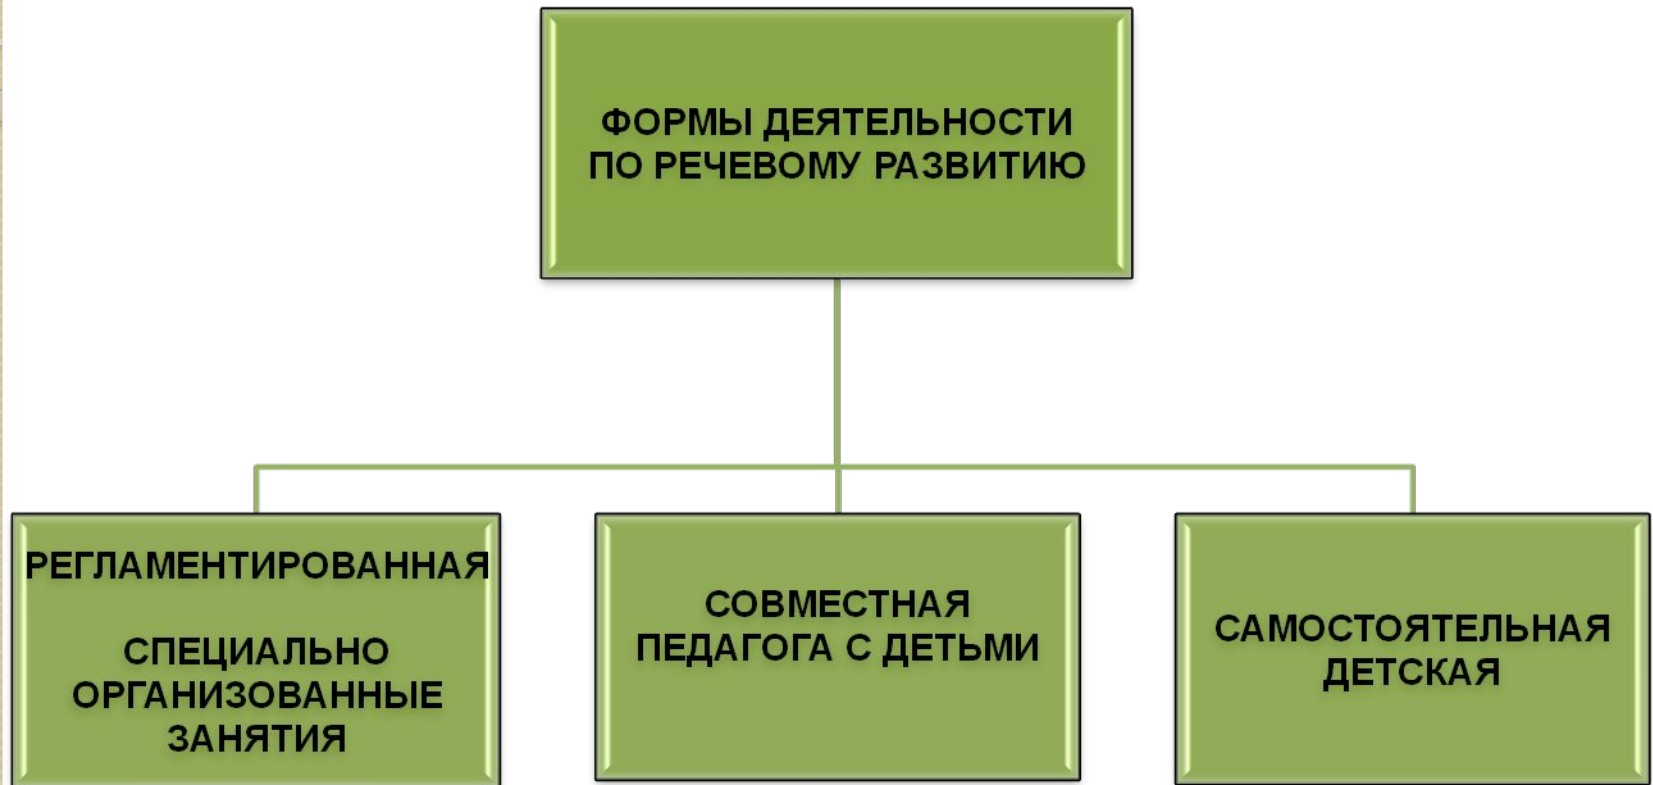 ФОРМЫ ДЕЯТЕЛЬНОСТИ
ПО РЕЧЕВОМУ РАЗВИТИЮ
РЕГЛАМЕНТИРОВАННАЯ
СПЕЦИАЛЬНО
ОРГАНИЗОВАННЫЕ
ЗАНЯТИЯ
СОВМЕСТНАЯ
ПЕДАГОГА С ДЕТЬМИ
САМОСТОЯТЕЛЬНАЯ
ДЕТСКАЯ